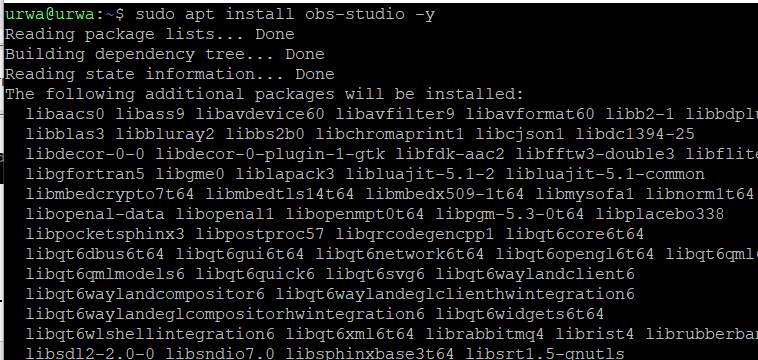 urwa@urwa:~$ sudo apt install obs-studio -y
Reading package lists... Done
Building dependency tree... Done
Reading state information... Done
The following additional packages will be installed:
libaacs0 libass9 libavdevice60 libavfilter9 libavformat60 libb2-1 libbdplu
libblas3 libbluray2 libbs2b0 libchromaprint1 libcjson1 libdc1394-25
libdecor-0-0 libdecor-0-plugin-1-gtk libfdk-aac2 libfftw3-double3 libflite
libgfortran5 libgme0 liblapack3 libluajit-5.1-2 libluajit-5.1-common
libmbedcrypto7t64 libmbedtls14t64 libmbedx509-1t64 libmysofa1 libnorm1t64
libopenal-data libopenal1 libopenmpt0t64 libpgm-5.3-0t64 libplacebo338
libpocketsphinx3 libpostproc57 libqrcodegencpp1 libqt6core6t64
libqt6dbus6t64 libqt6gui6t64 libqt6network6t64 libqt6opengl6t64 libqt6qml6
libqt6qmlmodels6 libqt6quick6 libqt6svg6 libqt6waylandclient6
libqt6waylandcompositor6 libqt6waylandeglclienthwintegration6
libqt6waylandeglcompositorhwintegration6 libqt6widgets6t64
libqt6wlshellintegration6 libqt6xml6t64 librabbitmq4 librist4 librubberban
libsdl2-2.0-0 libsndio7.0 libsphinxbase3t64 libsrt1.5-gnutls